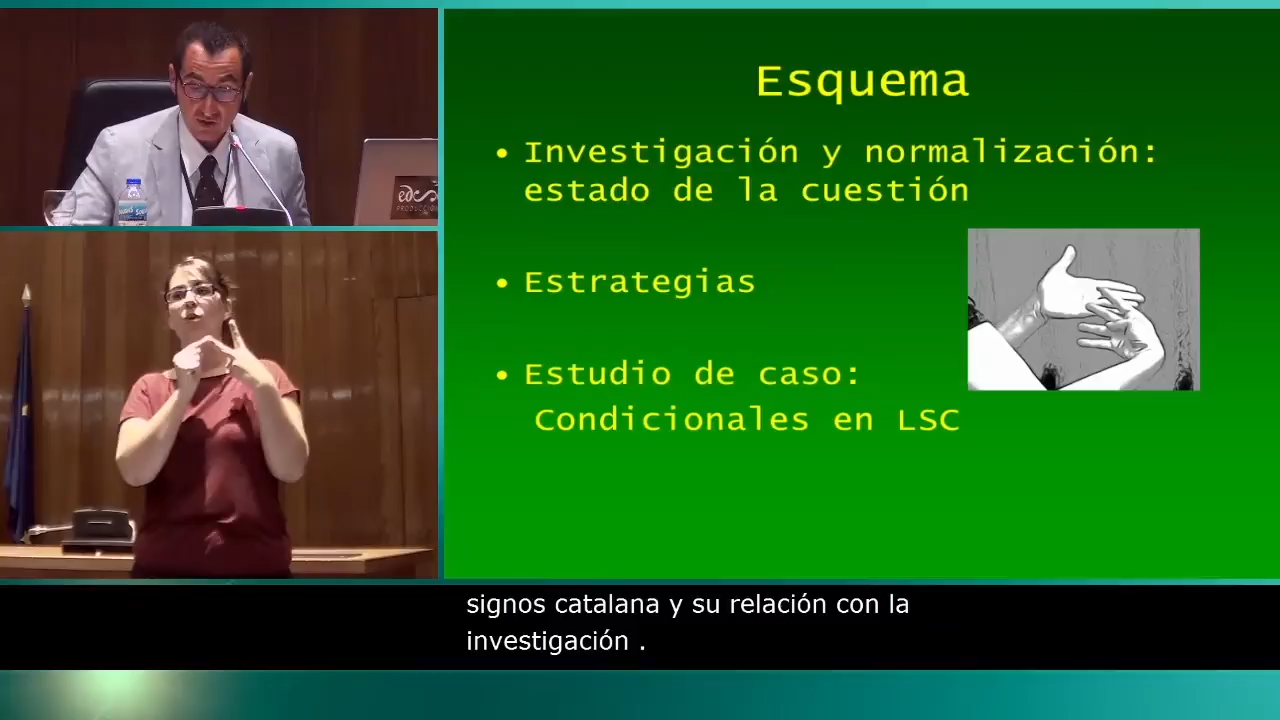 Esquema
• Investigación y normalización:
estado de la cuestión
• Estrategias
• Estudio de caso:
Condicionales en LSC
signos catalana y su relación con la
investigación .